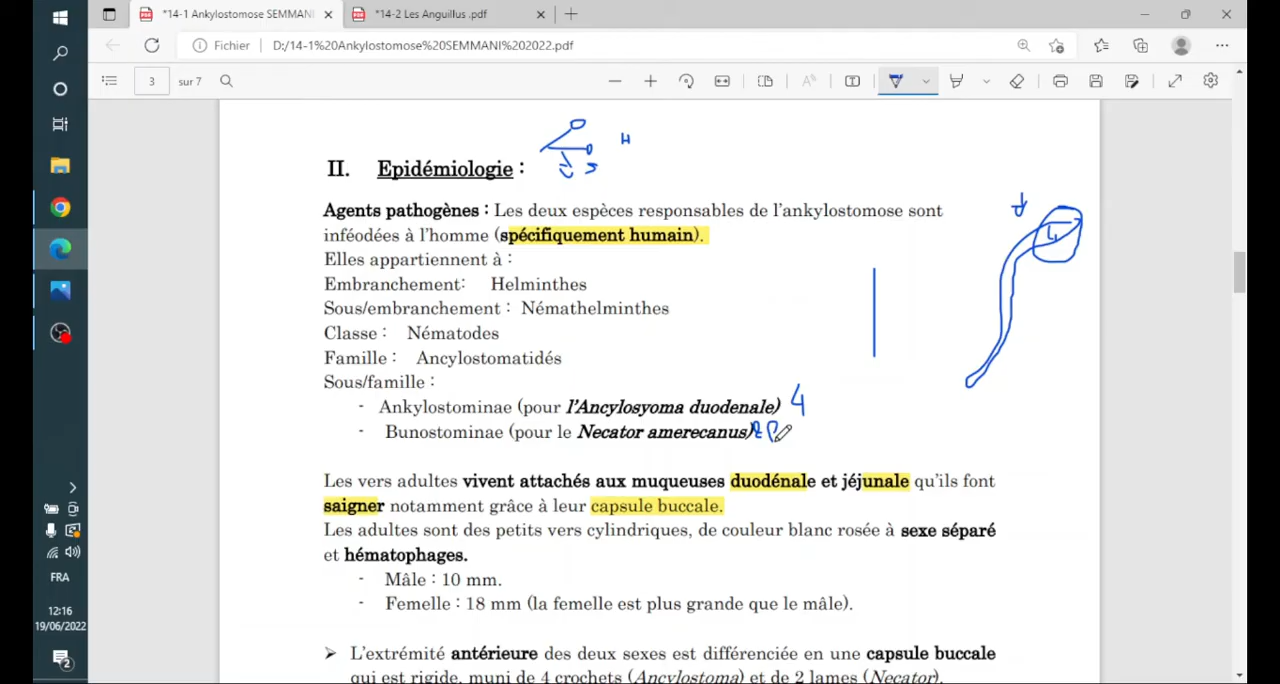 *14-1 Ankylostomose SEMMANI
*14-2 Les Anguillus .pdf
Fichier D:/14-1%20Ankylostomose%20SEMMANI%202022.pdf
3 sur 7
H
II. Epidémiologie :
Agents pathogènes : Les deux espèces responsables de l'ankylostomose sont
inféodées à l'homme (spécifiquement humain).
Elles appartiennent à :
Embranchement: Helminthes
Sous/embranchement : Némathelminthes
Classe : Nématodes
Famille : Ancylostomatidés
Sous/famille :
- Ankylostominae (pour l'Ancylosyoma duodenale) 4
- Bunostominae (pour le Necator amerecanus)
Les vers adultes vivent attachés aux muqueuses duodénale et jéjunale qu'ils font
saigner notamment grâce à leur capsule buccale.
Les adultes sont des petits vers cylindriques, de couleur blanc rosée à sexe séparé
et hématophages.
- Mâle : 10 mm.
- Femelle : 18 mm (la femelle est plus grande que le mâle).
➢ L'extrémité antérieure des deux sexes est différenciée en une capsule buccale
qui est rigide, muni de 4 crochets (Ancylostoma) et de 2 lames (Necator).
FRA
12:16
19/06/2022
2